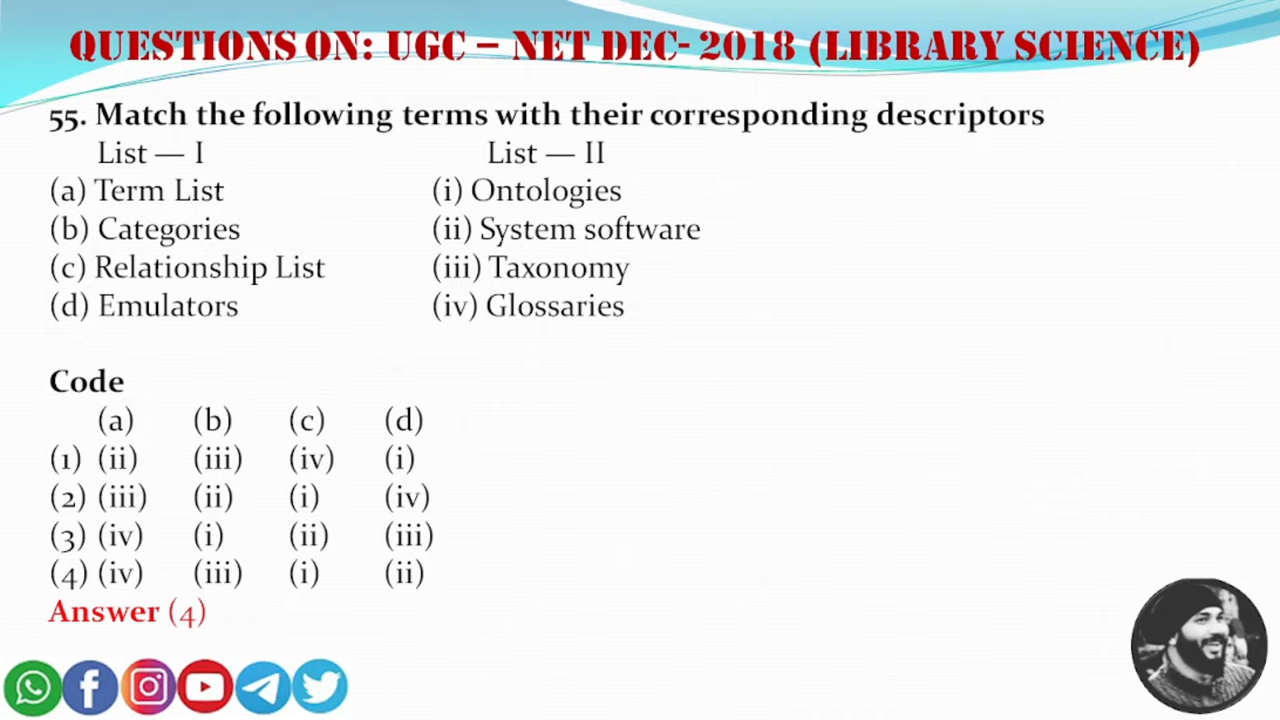 QUESTIONS ON: UGC – NET DEC- 2018 (LIBRARY SCIENCE)
55. Match the following terms with their corresponding descriptors
List — I List — II
(a) Term List (i) Ontologies
(b) Categories (ii) System software
(c) Relationship List (iii) Taxonomy
(d) Emulators (iv) Glossaries
Code
(a) (b) (c) (d)
(1) (ii) (iii) (iv) (i)
(2) (iii) (ii) (i) (iv)
(3) (iv) (i) (ii) (iii)
(4) (iv) (iii) (i) (ii)
Answer (4)